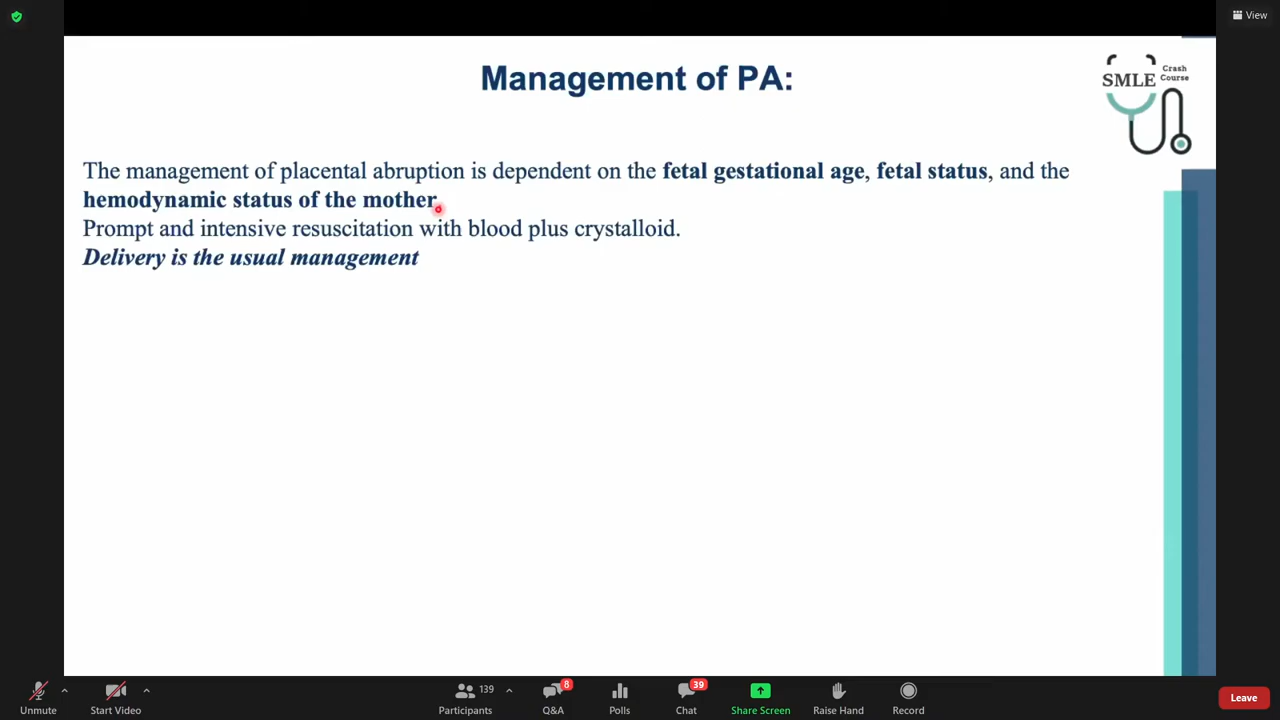 View
Management of PA:
SMLE Crash Course
The management of placental abruption is dependent on the fetal gestational age, fetal status, and the
hemodynamic status of the mother.
Prompt and intensive resuscitation with blood plus crystalloid.
Delivery is the usual management
139
8
39
Unmute
Start Video
Participants
Q&A
Polls
Chat
Share Screen
Raise Hand
Record
Leave